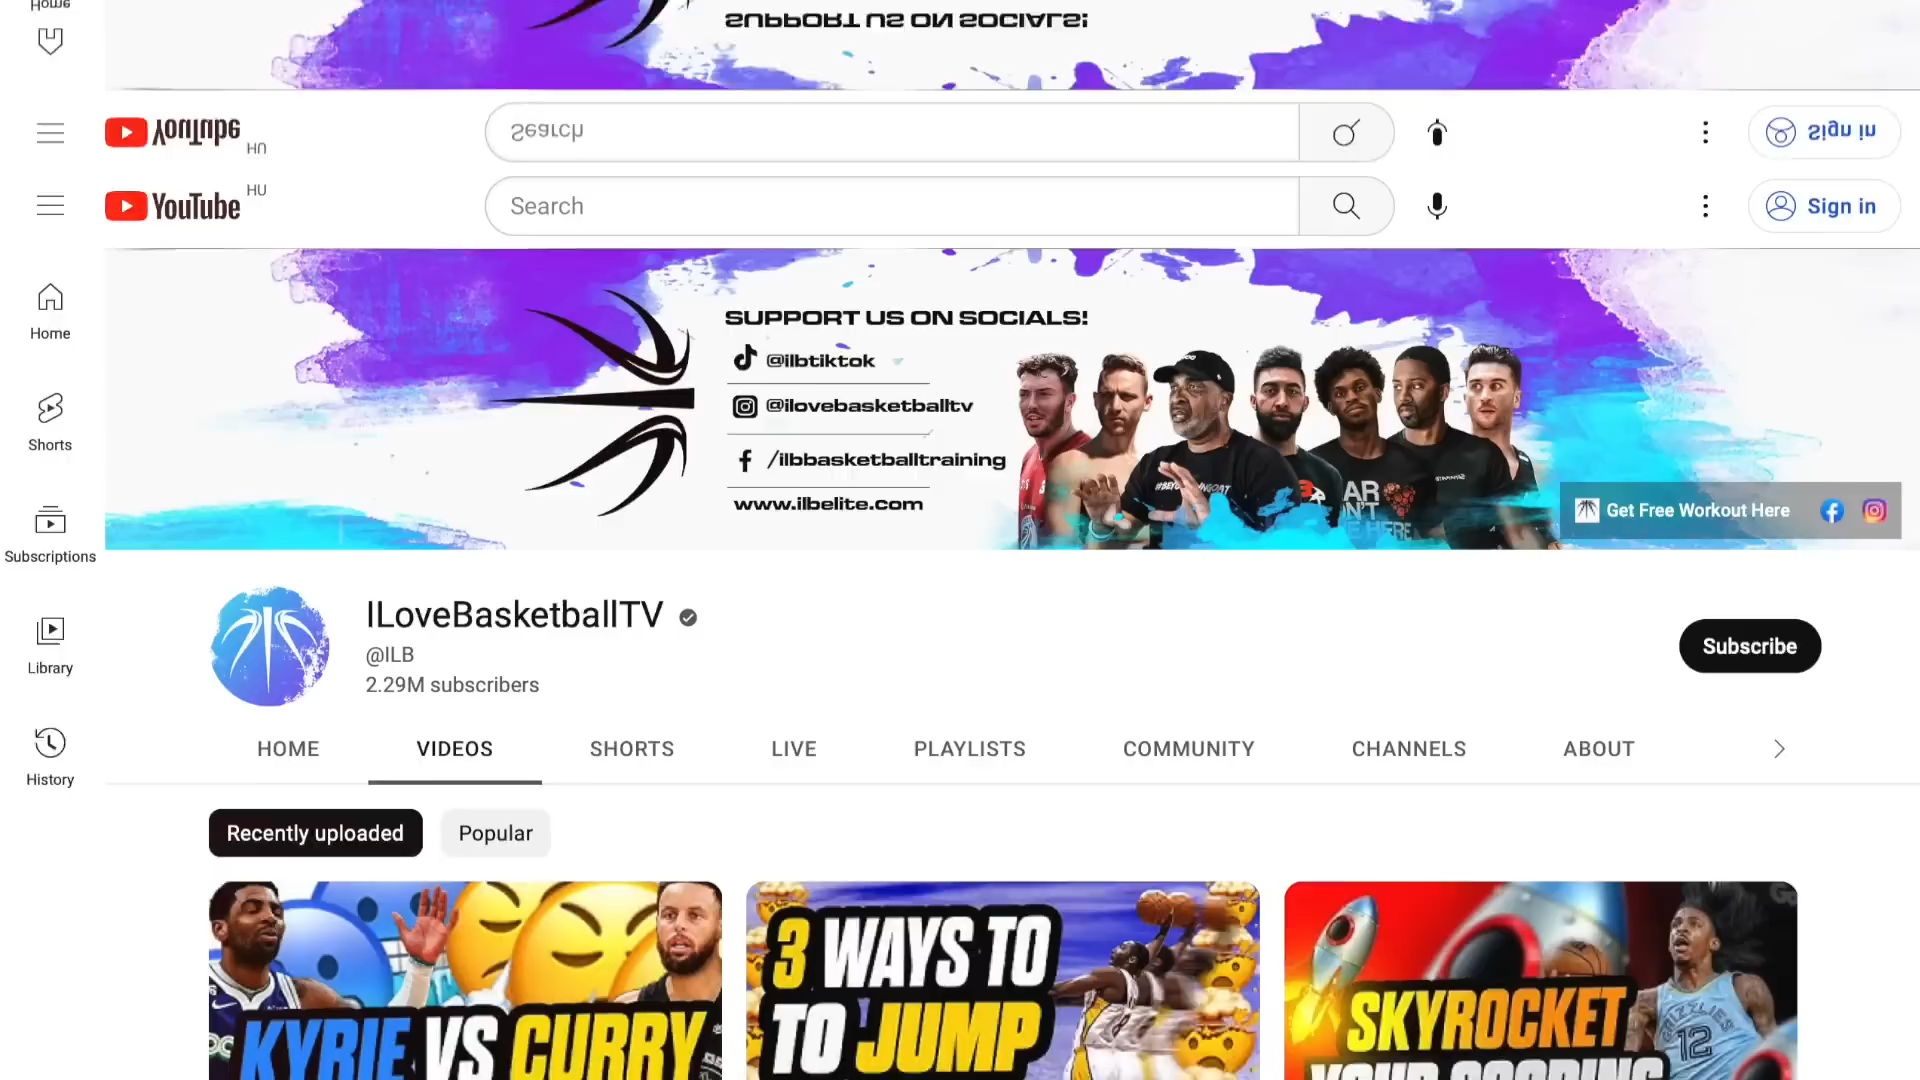 Home
SUPPORT US ON SOCIALS!
YouTube HU
Search
Sign in
YouTube HU
Search
Sign in
Home
Shorts
Subscriptions
Library
History
SUPPORT US ON SOCIALS!
@ilbtiktok
@ilovebasketballtv
/ilbbasketballtraining
www.ilbelite.com
Get Free Workout Here
ILoveBasketballTV
@ILB
2.29M subscribers
Subscribe
HOME
VIDEOS
SHORTS
LIVE
PLAYLISTS
COMMUNITY
CHANNELS
ABOUT
Recently uploaded
Popular
KYRIE VS CURRY
3 WAYS TO
TO JUMP
SKYROCKET
YOUR SCORING
12